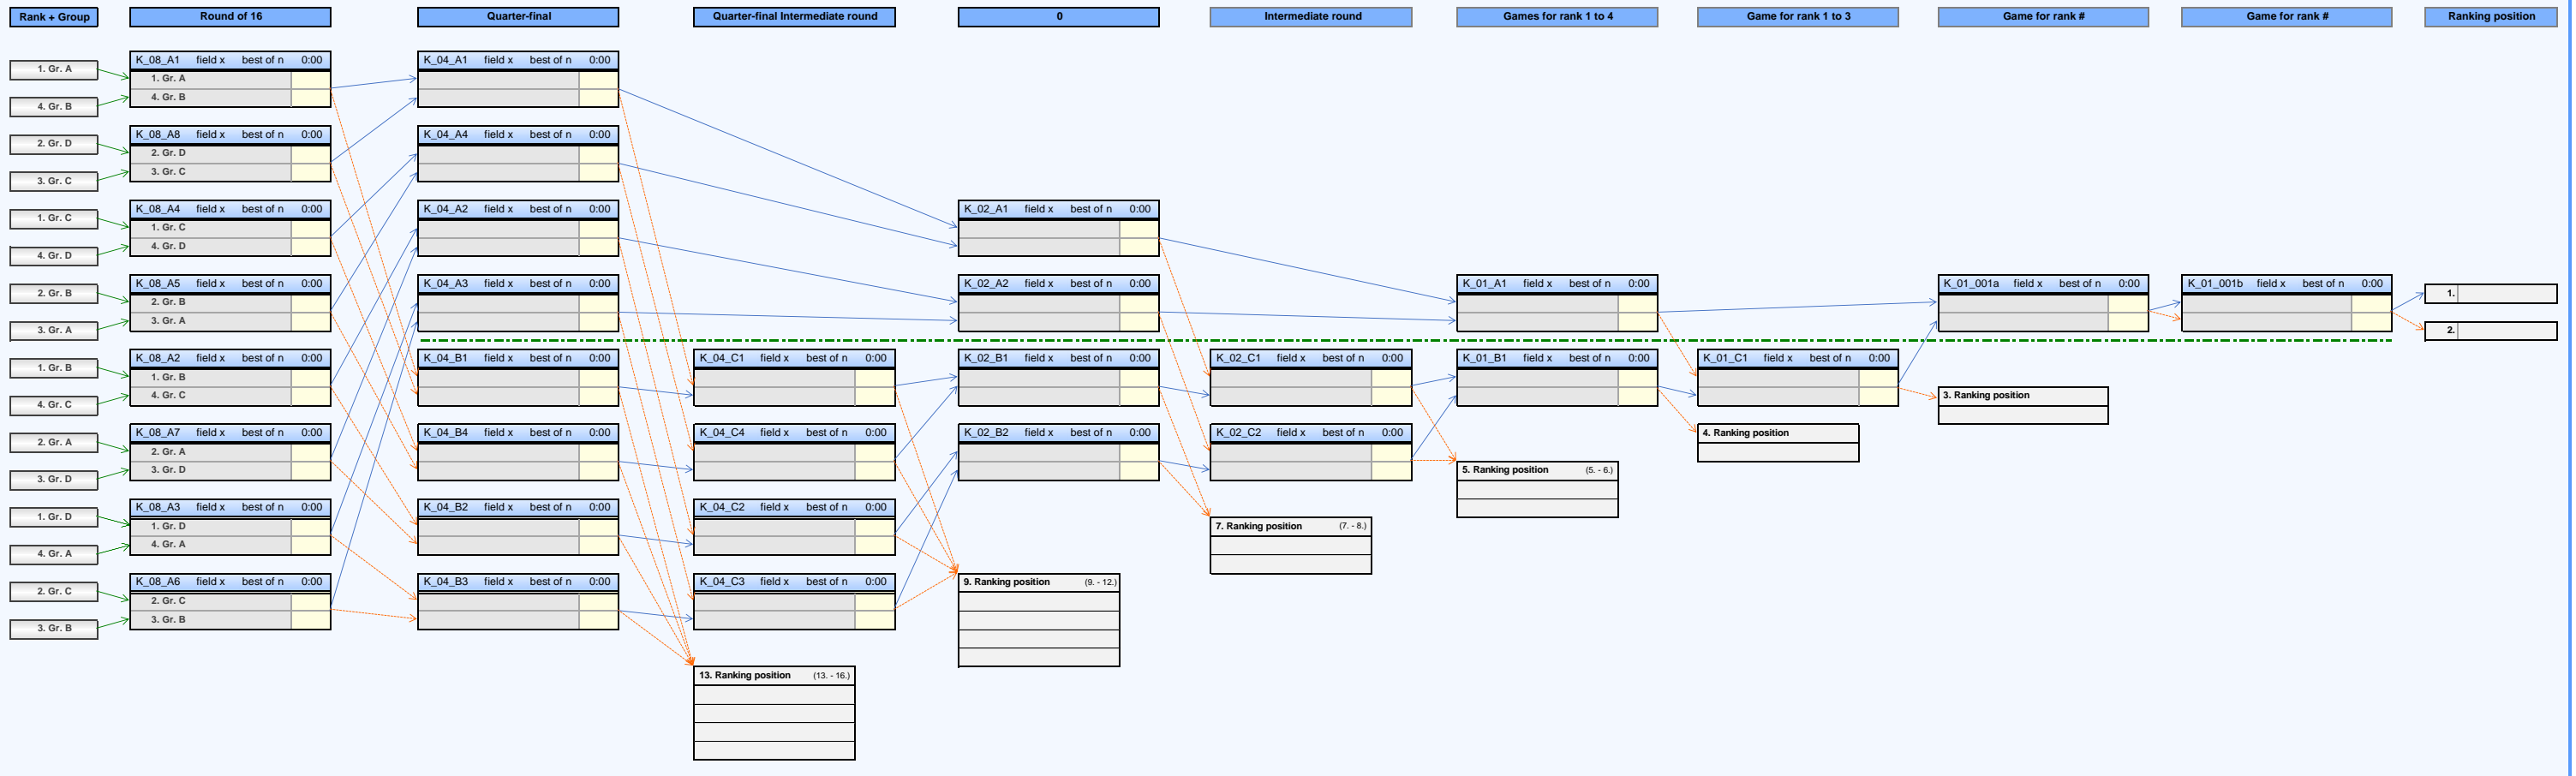 Rank + Group
Round of 16
Quarter-final
Quarter-final Intermediate round
0
Intermediate round
Games for rank 1 to 4
Game for rank 1 to 3
Game for rank #
Game for rank #
Ranking position
1. Gr. A
4. Gr. B
2. Gr. D
3. Gr. C
1. Gr. C
4. Gr. D
2. Gr. B
3. Gr. A
1. Gr. B
4. Gr. C
2. Gr. A
3. Gr. D
1. Gr. D
4. Gr. A
2. Gr. C
3. Gr. B
K_08_A1 field x best of n 0:00
1. Gr. A
4. Gr. B
K_08_A8 field x best of n 0:00
2. Gr. D
3. Gr. C
K_08_A4 field x best of n 0:00
1. Gr. C
4. Gr. D
K_08_A5 field x best of n 0:00
2. Gr. B
3. Gr. A
K_08_A2 field x best of n 0:00
1. Gr. B
4. Gr. C
K_08_A7 field x best of n 0:00
2. Gr. A
3. Gr. D
K_08_A3 field x best of n 0:00
1. Gr. D
4. Gr. A
K_08_A6 field x best of n 0:00
2. Gr. C
3. Gr. B
K_04_A1 field x best of n 0:00
K_04_A4 field x best of n 0:00
K_04_A2 field x best of n 0:00
K_04_A3 field x best of n 0:00
K_04_B1 field x best of n 0:00
K_04_B4 field x best of n 0:00
K_04_B2 field x best of n 0:00
K_04_B3 field x best of n 0:00
K_04_C1 field x best of n 0:00
K_04_C4 field x best of n 0:00
K_04_C2 field x best of n 0:00
K_04_C3 field x best of n 0:00
13. Ranking position (13. - 16.)
K_02_A1 field x best of n 0:00
K_02_A2 field x best of n 0:00
K_02_B1 field x best of n 0:00
K_02_B2 field x best of n 0:00
9. Ranking position (9. - 12.)
K_02_C1 field x best of n 0:00
K_02_C2 field x best of n 0:00
7. Ranking position (7. - 8.)
K_01_A1 field x best of n 0:00
K_01_B1 field x best of n 0:00
5. Ranking position (5. - 6.)
K_01_C1 field x best of n 0:00
4. Ranking position
K_01_001a field x best of n 0:00
3. Ranking position
K_01_001b field x best of n 0:00
1.
2.